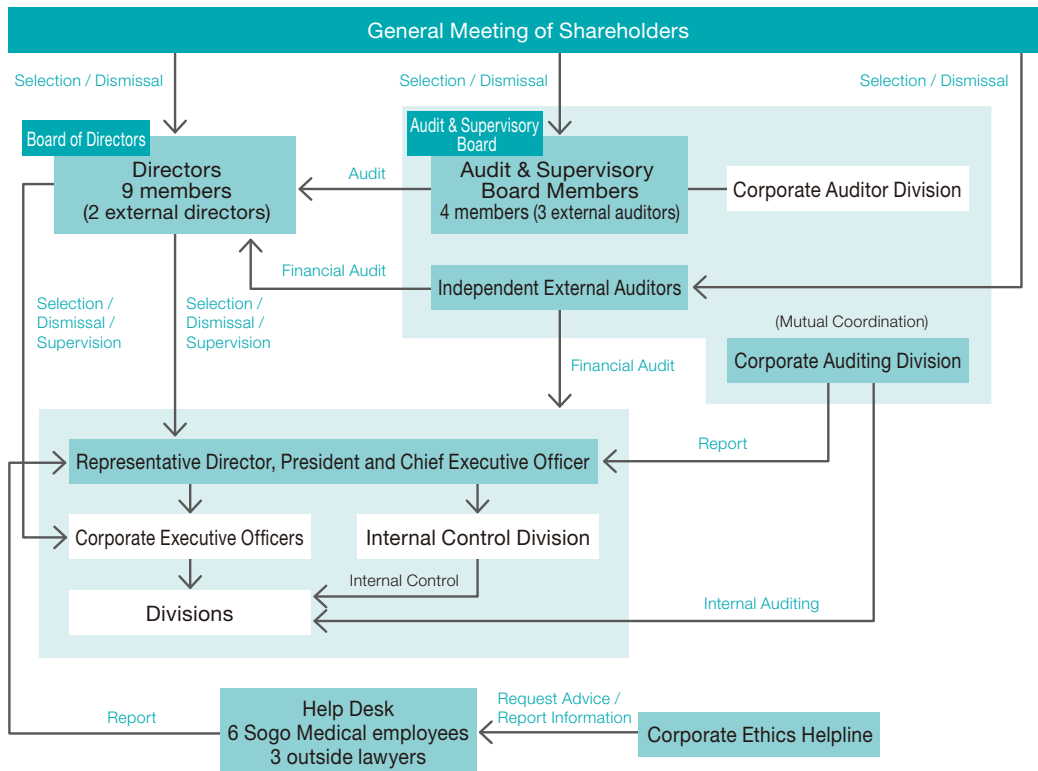 General Meeting of Shareholders
Selection / Dismissal
Selection / Dismissal
Selection / Dismissal
Board of Directors
Directors
9 members
(2 external directors)
Audit
Audit & Supervisory
Board
Audit & Supervisory
Board Members
4 members (3 external auditors)
Corporate Auditor Division
Financial Audit
Independent External Auditors
Selection /
Dismissal /
Supervision
Selection /
Dismissal /
Supervision
(Mutual Coordination)
Corporate Auditing Division
Financial Audit
Report
Representative Director, President and Chief Executive Officer
Corporate Executive Officers
Internal Control Division
Internal Control
Divisions
Internal Auditing
Report
Help Desk
6 Sogo Medical employees
3 outside lawyers
Request Advice /
Report Information
Corporate Ethics Helpline